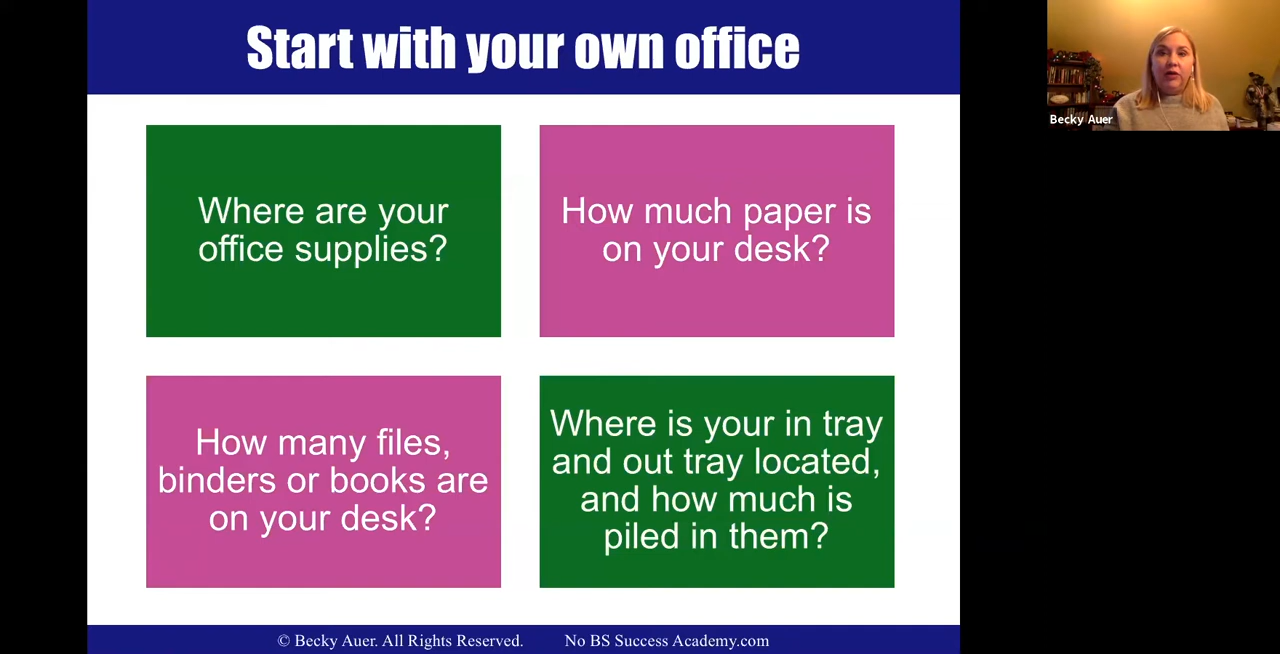 Start with your own office
Becky Auer
Where are your
office supplies?
How much paper is
on your desk?
How many files,
binders or books are
on your desk?
Where is your in tray
and out tray located,
and how much is
piled in them?
© Becky Auer. All Rights Reserved. No BS Success Academy.com